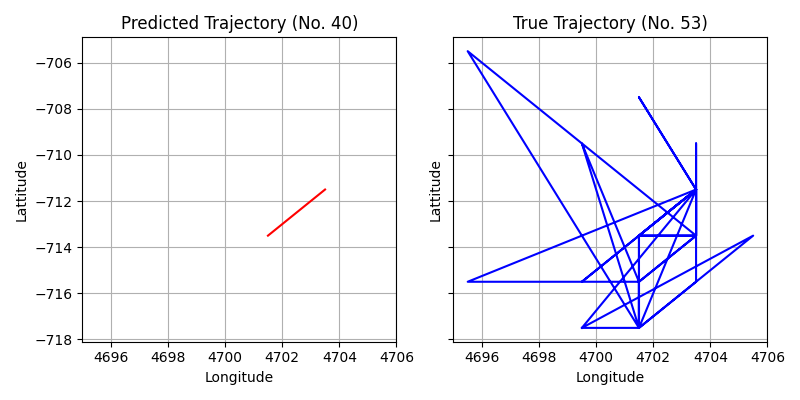 Predicted Trajectory (No. 40)
True Trajectory (No. 53)
−706
−708
−710
−712
−714
−716
−718
Lattitude
Lattitude
4696 4698 4700 4702 4704 4706
4696 4698 4700 4702 4704 4706
Longitude
Longitude